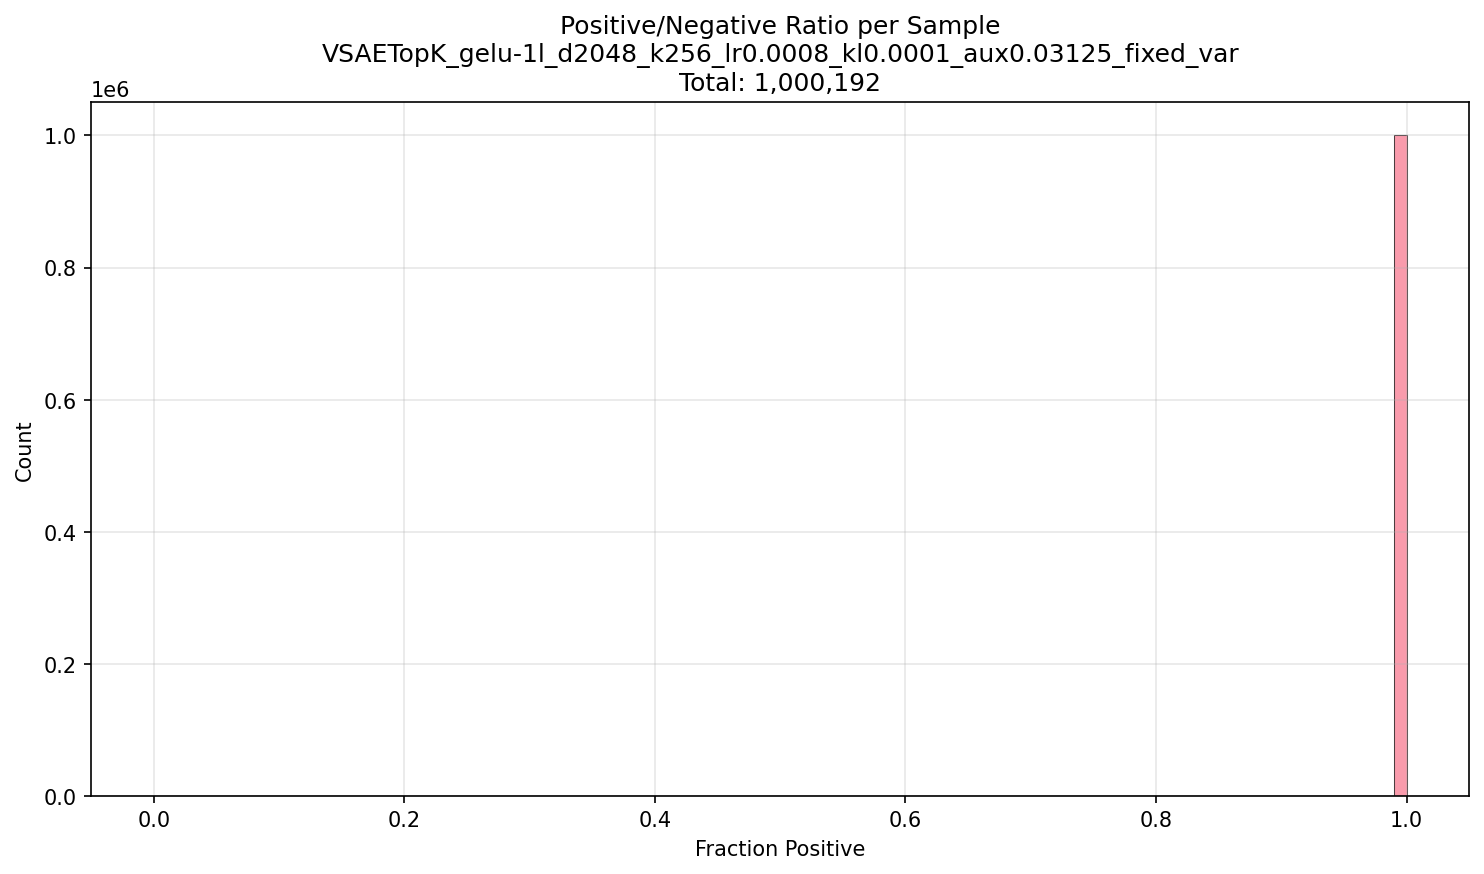 Positive/Negative Ratio per Sample
VSAETopK_gelu-1l_d2048_k256_lr0.0008_kl0.0001_aux0.03125_fixed_var
Total: 1,000,192
1e6
1.0
0.8
0.6
0.4
0.2
0.0
Count
0.0 0.2 0.4 0.6 0.8 1.0
Fraction Positive